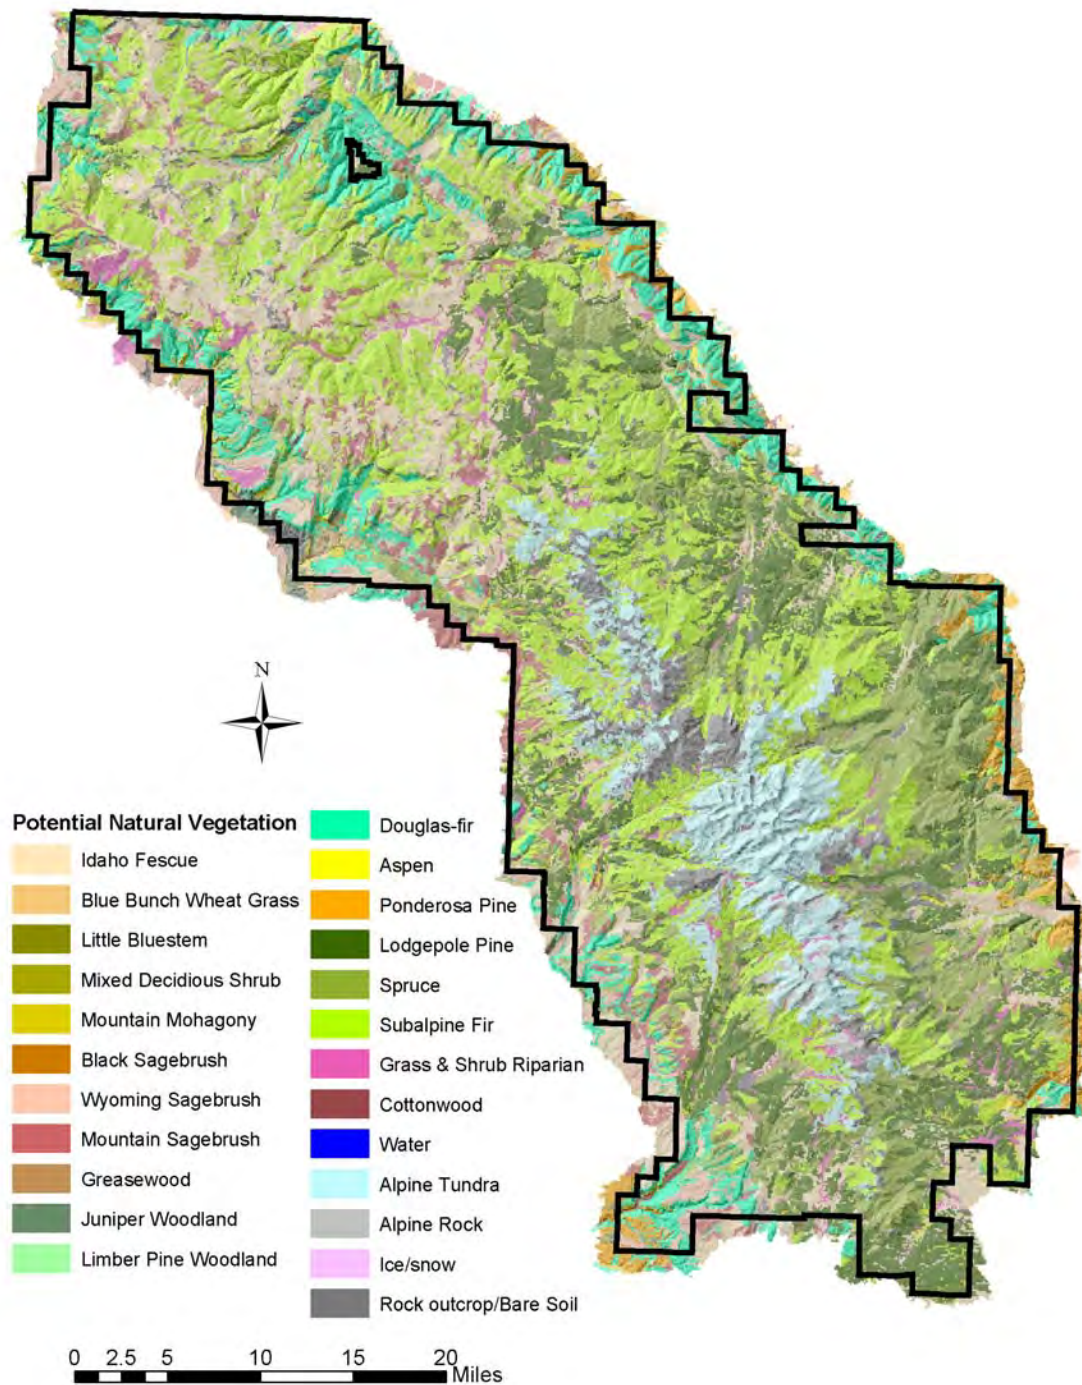 N
Potential Natural Vegetation
Idaho Fescue
Blue Bunch Wheat Grass
Little Bluestem
Mixed Decidious Shrub
Mountain Mohagony
Black Sagebrush
Wyoming Sagebrush
Mountain Sagebrush
Greasewood
Juniper Woodland
Limber Pine Woodland
Douglas-fir
Aspen
Ponderosa Pine
Lodgepole Pine
Spruce
Subalpine Fir
Grass & Shrub Riparian
Cottonwood
Water
Alpine Tundra
Alpine Rock
Ice/snow
Rock outcrop/Bare Soil
0 2.5 5 10 15 20
Miles